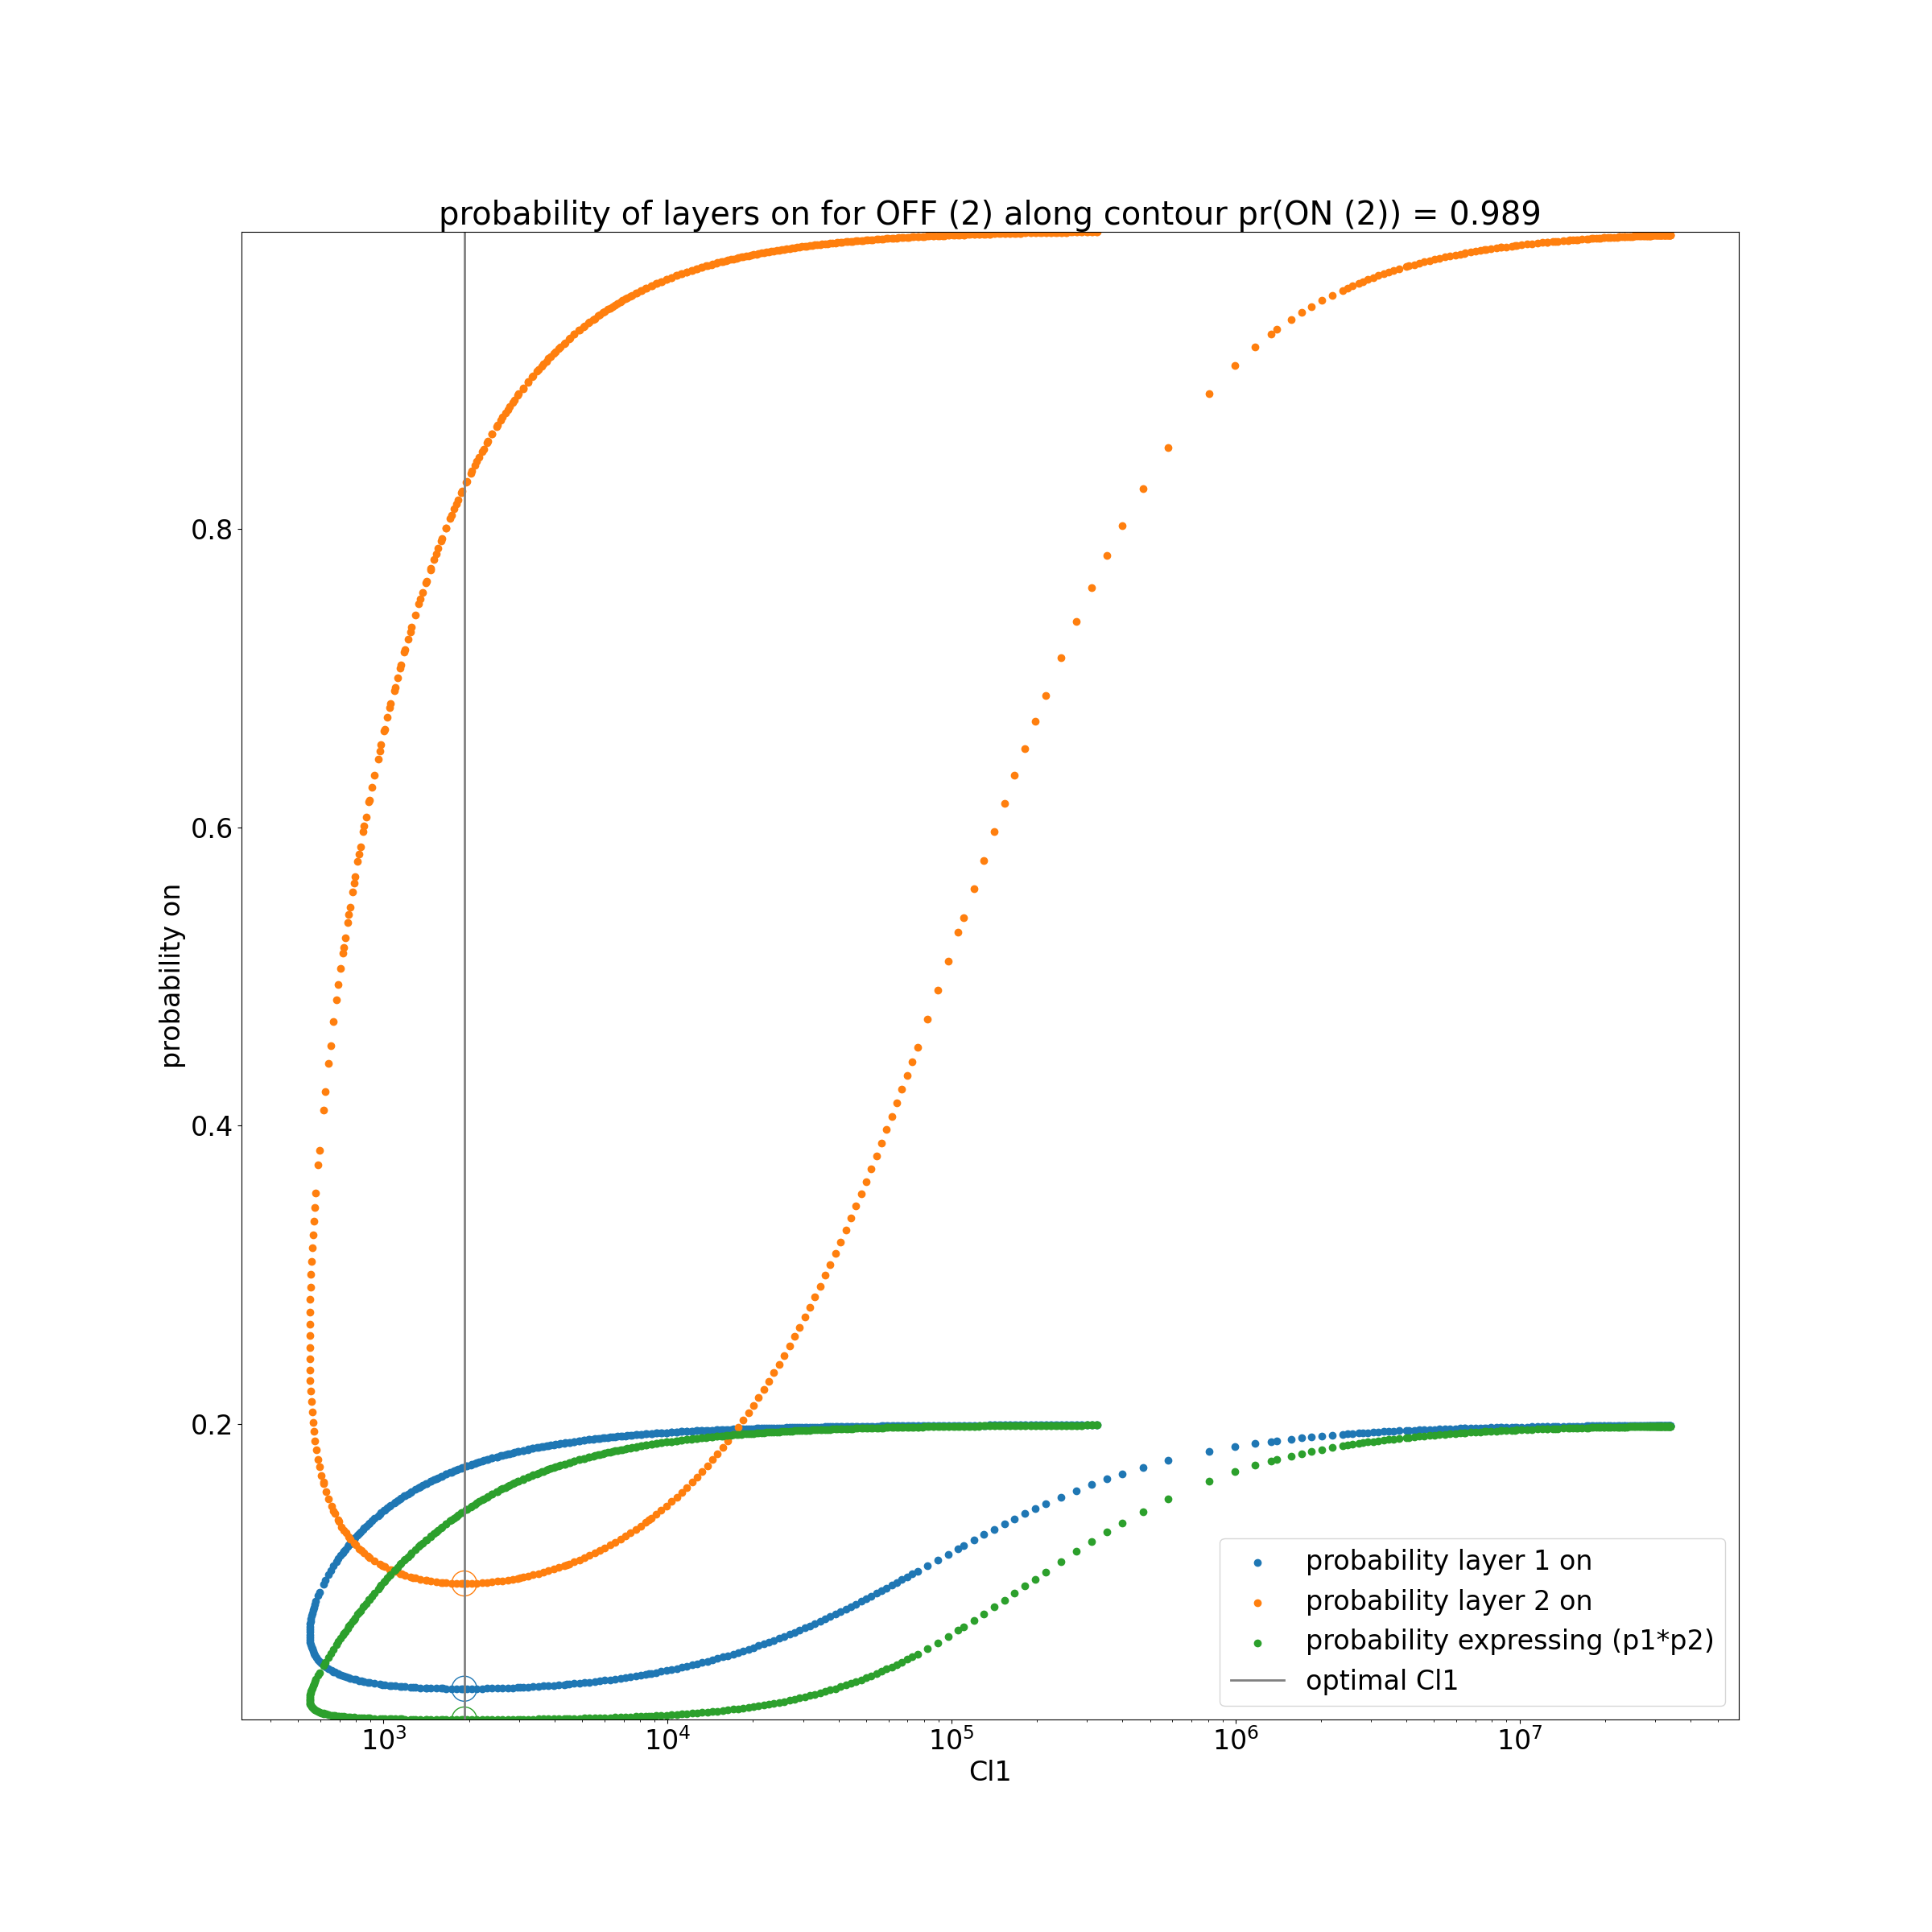 probability of layers on for OFF (2) along contour pr(ON (2)) = 0.989
probability on
0.8
0.6
0.4
0.2
10³
10⁴
10⁵
10⁶
10⁷
Cl1
probability layer 1 on
probability layer 2 on
probability expressing (p1*p2)
optimal Cl1